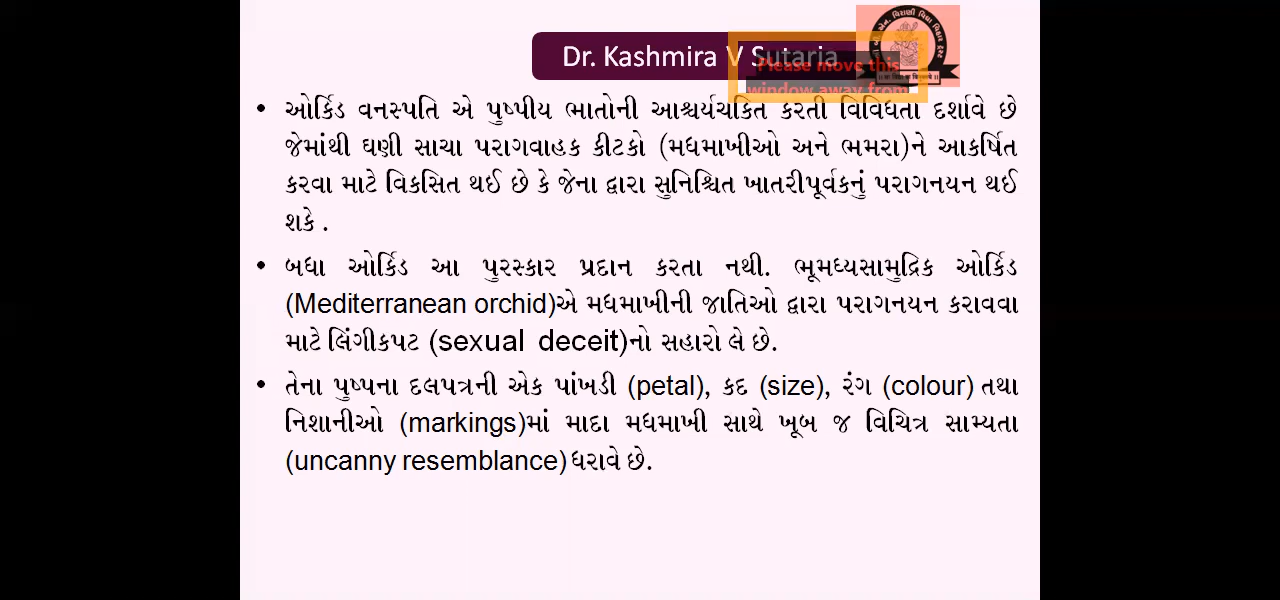 Dr. Kashmira V Sutaria
Please move this
window away from
• ઓર્કિડ વનસ્પતિ એ પુષ્પીય ભાતોની આશ્ચર્યચકિત કરતી વિવિધતા દર્શાવે છે
જેમાંથી ઘણી સાચા પરાગવાહક કીટકો (મધમાખીઓ અને ભમરા)ને આકર્ષિત
કરવા માટે વિકસિત થઈ છે કે જેના દ્વારા સુનિશ્ચિત ખાતરીપૂર્વકનું પરાગનયન થઈ
શકે .
• બધા ઓર્કિડ આ પુરસ્કાર પ્રદાન કરતા નથી. ભૂમધ્યસામુદ્રિક ઓર્કિડ
(Mediterranean orchid)એ મધમાખીની જાતિઓ દ્વારા પરાગનયન કરાવવા
માટે લિંગીકપટ (sexual deceit)નો સહારો લે છે.
• તેના પુષ્પના દલપત્રની એક પાંખડી (petal), કદ (size), રંગ (colour) તથા
નિશાનીઓ (markings)માં માદા મધમાખી સાથે ખૂબ જ વિચિત્ર સામ્યતા
(uncanny resemblance) ધરાવે છે.